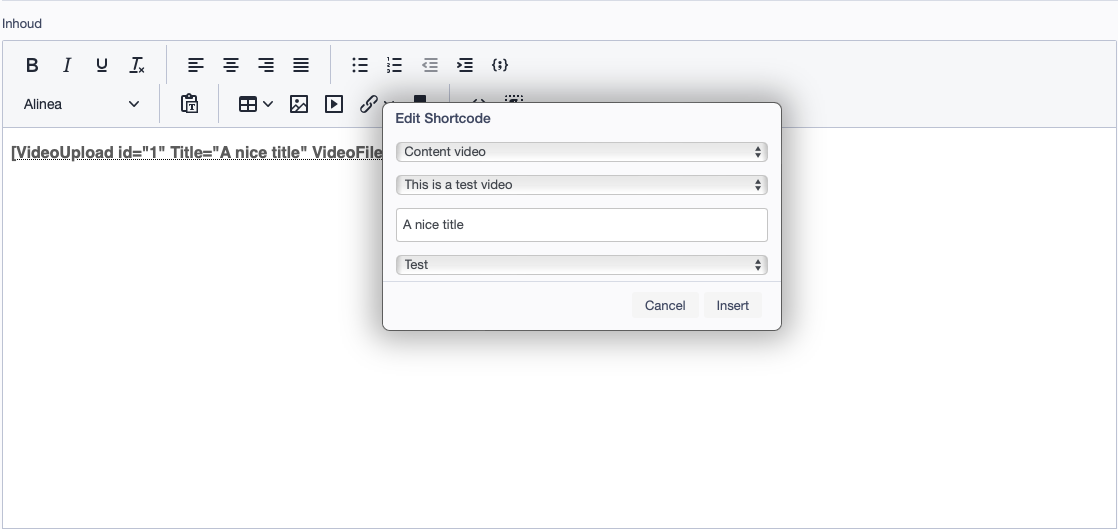 Inhoud
B I U Tx
Alinea
Edit Shortcode
[VideoUpload id="1" Title="A nice title" VideoFile
Content video
This is a test video
A nice title
Test
Cancel Insert